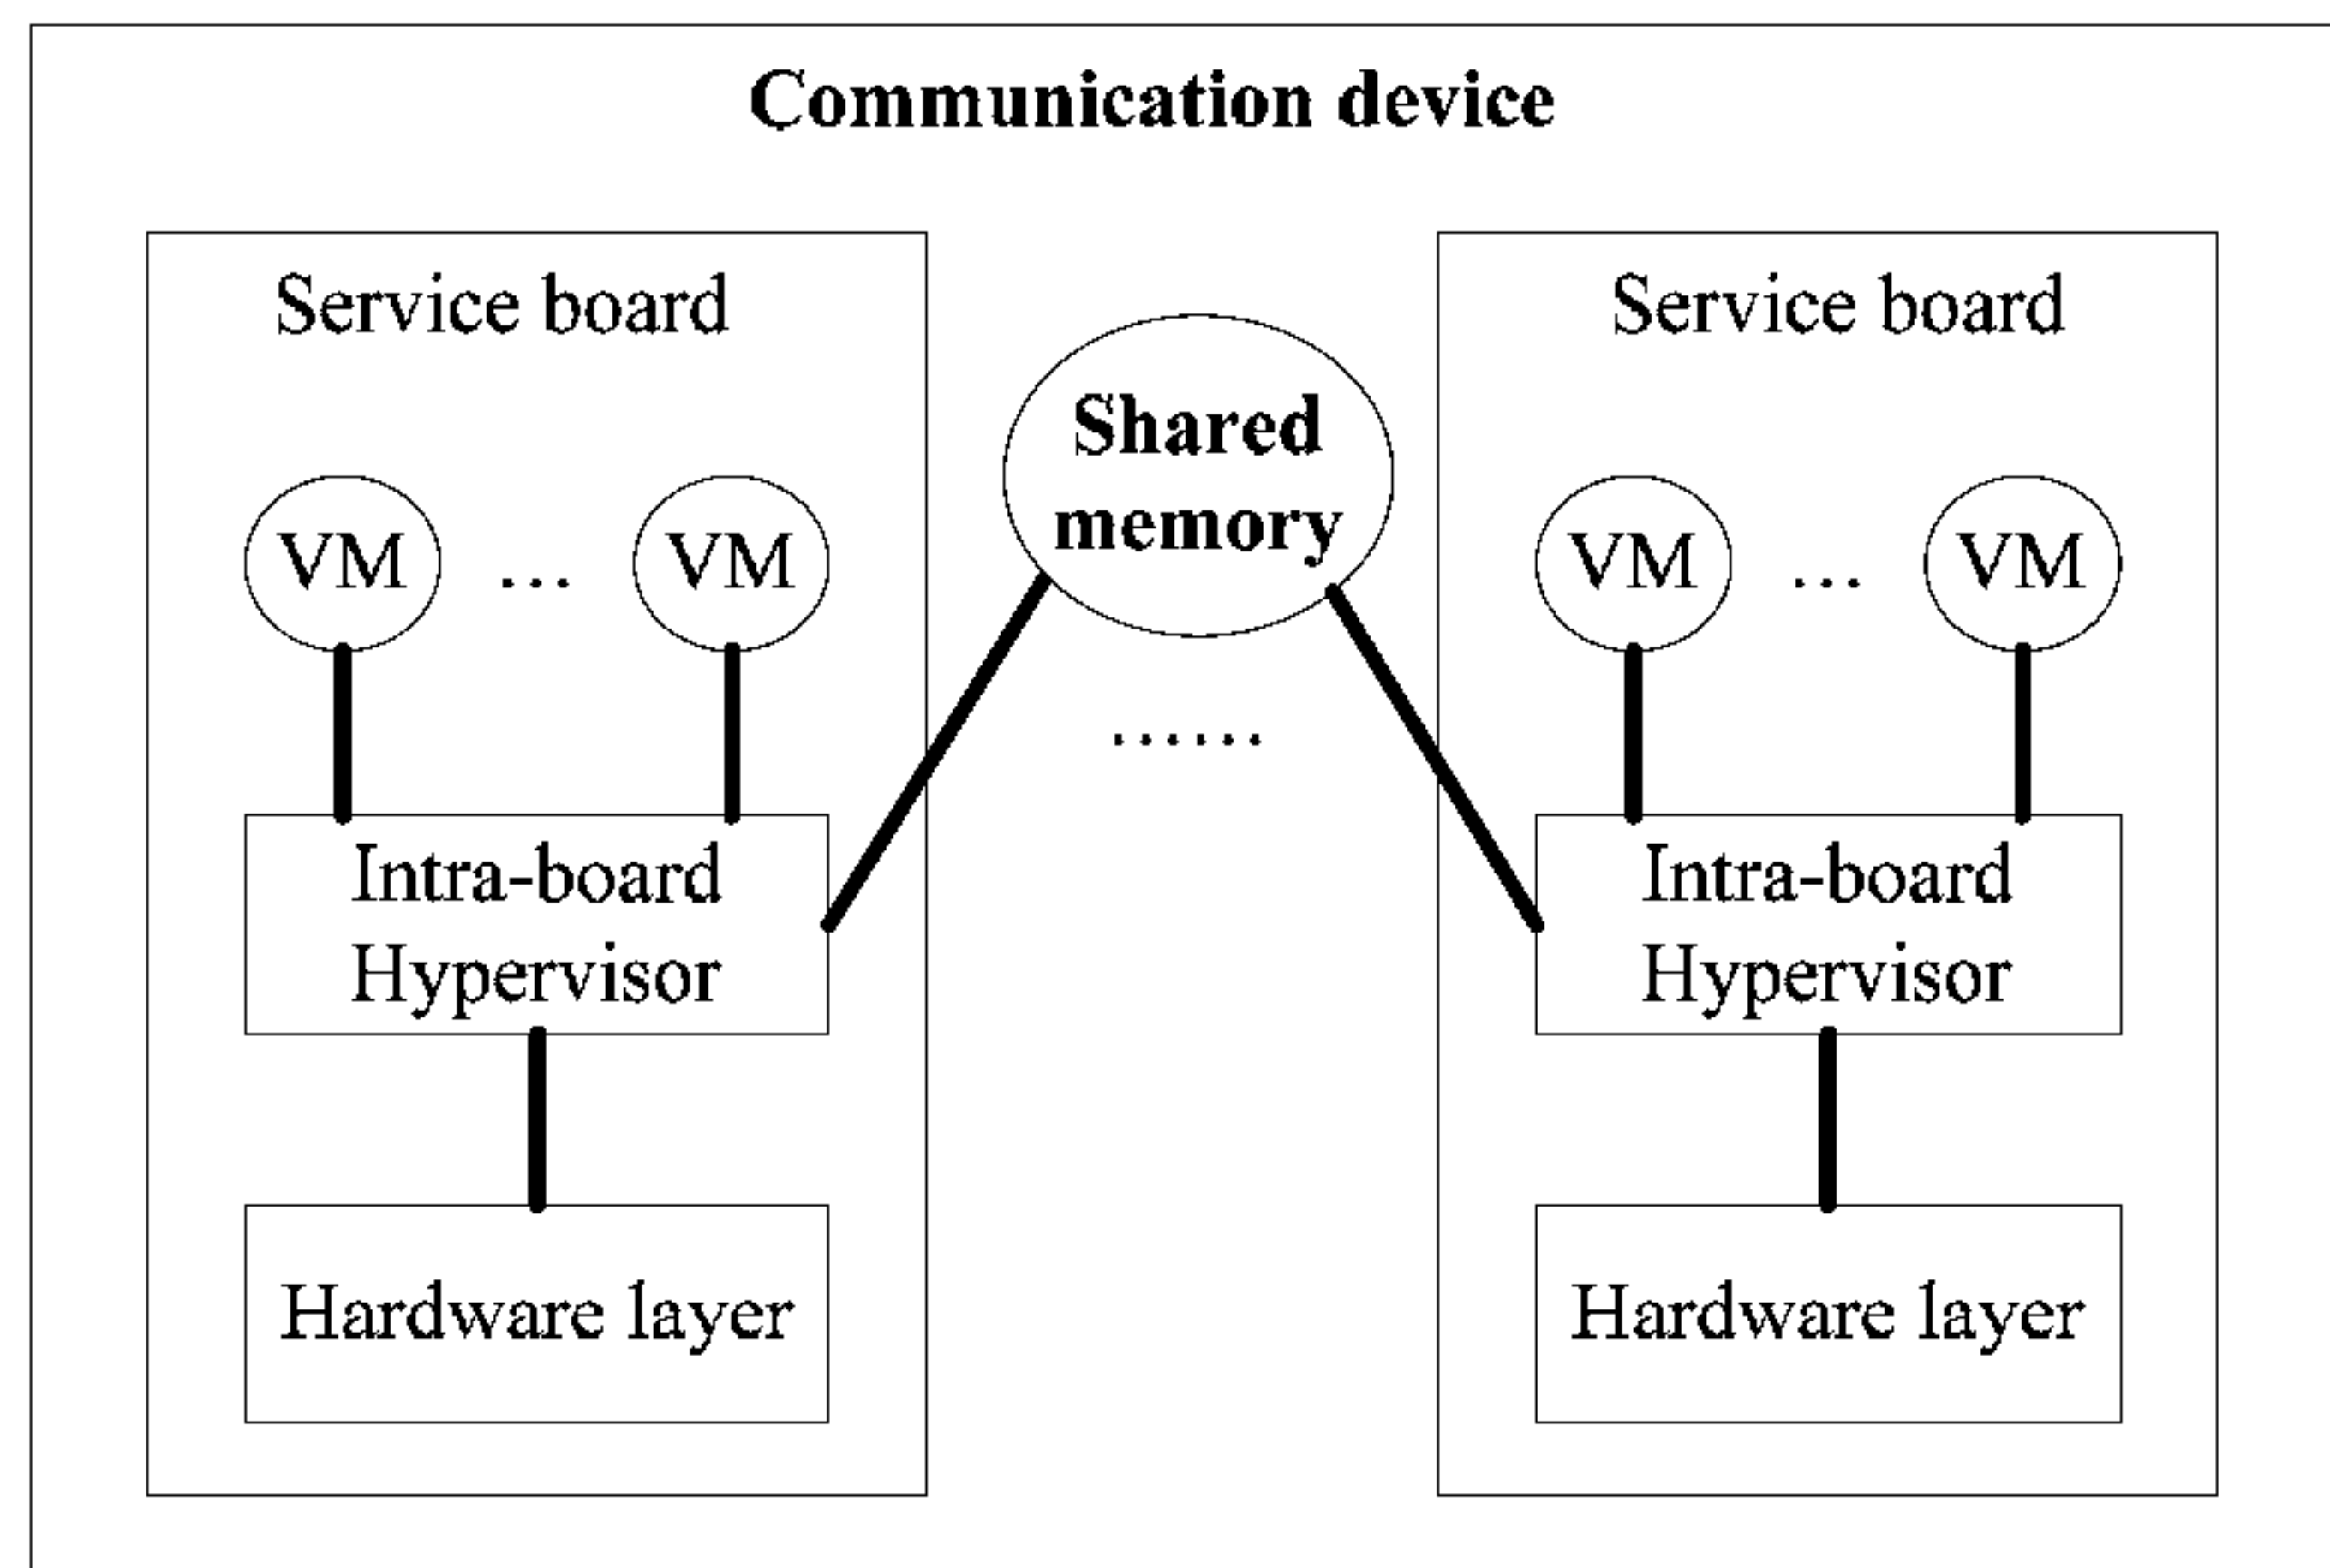 Communication device
Service board
VM ... VM
Intra-board
Hypervisor
Hardware layer
Shared
memory
......
Service board
VM ... VM
Intra-board
Hypervisor
Hardware layer